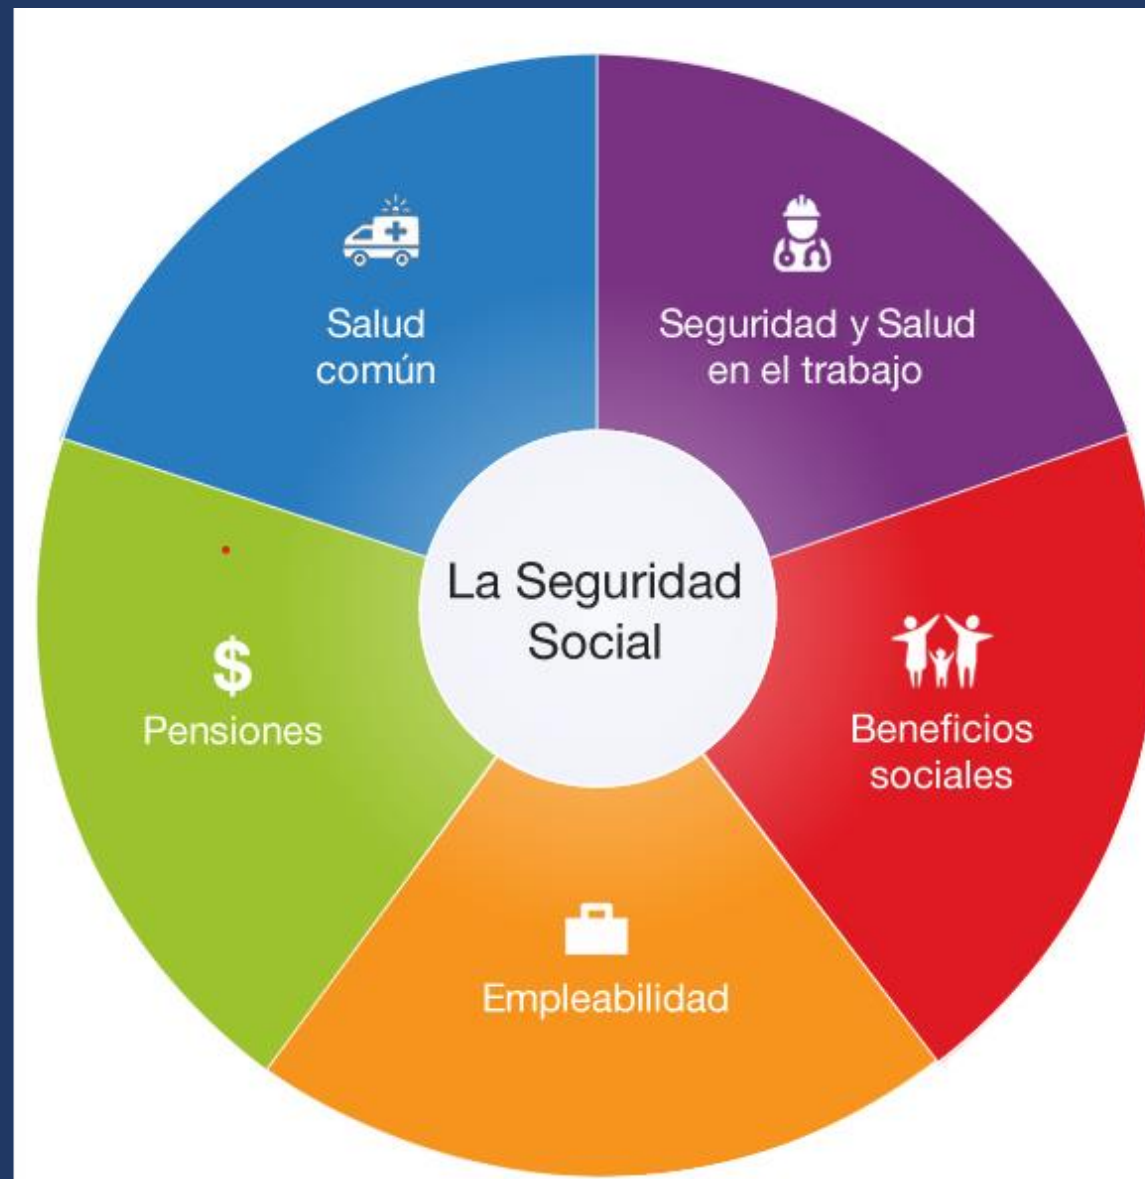 Salud
común
Seguridad y Salud
en el trabajo
La Seguridad
Social
$
Pensiones
Beneficios
sociales
Empleabilidad